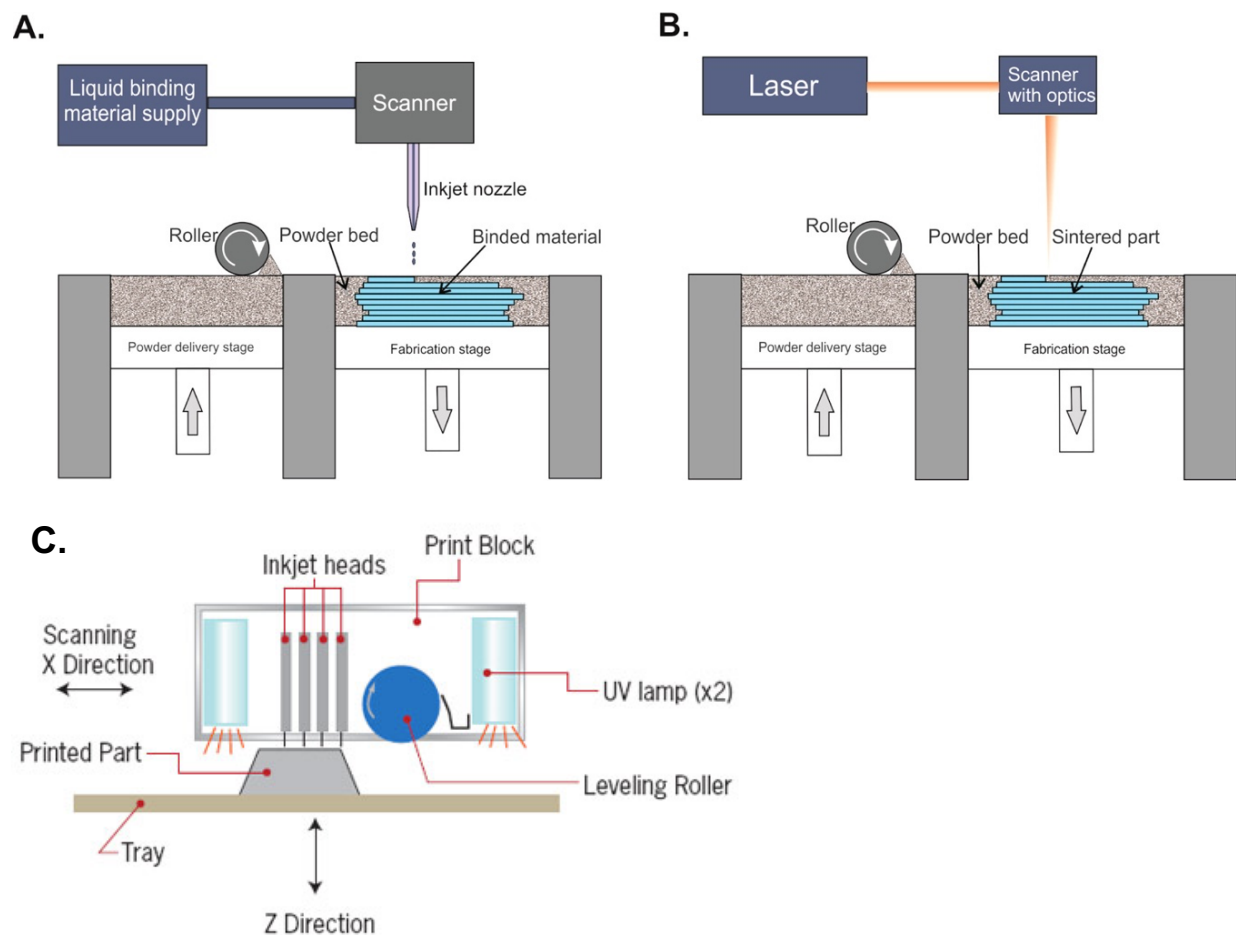 A.
Liquid binding
material supply
Scanner
Inkjet nozzle
Roller
Powder bed
Binded material
Powder delivery stage
Fabrication stage
B.
Laser
Scanner
with optics
Roller
Powder bed
Sintered part
Powder delivery stage
Fabrication stage
C.
Inkjet heads
Print Block
Scanning
X Direction
UV lamp (x2)
Printed Part
Leveling Roller
Tray
Z Direction